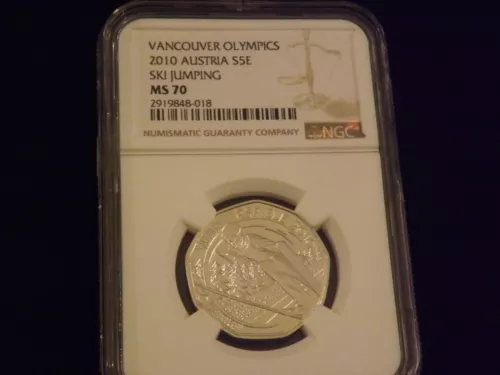 VANCOUVER OLYMPICS
2010 AUSTRIA S5E
SKI JUMPING
MS 70
2919848-018
NUMISMATIC GUARANTY COMPANY
NGC